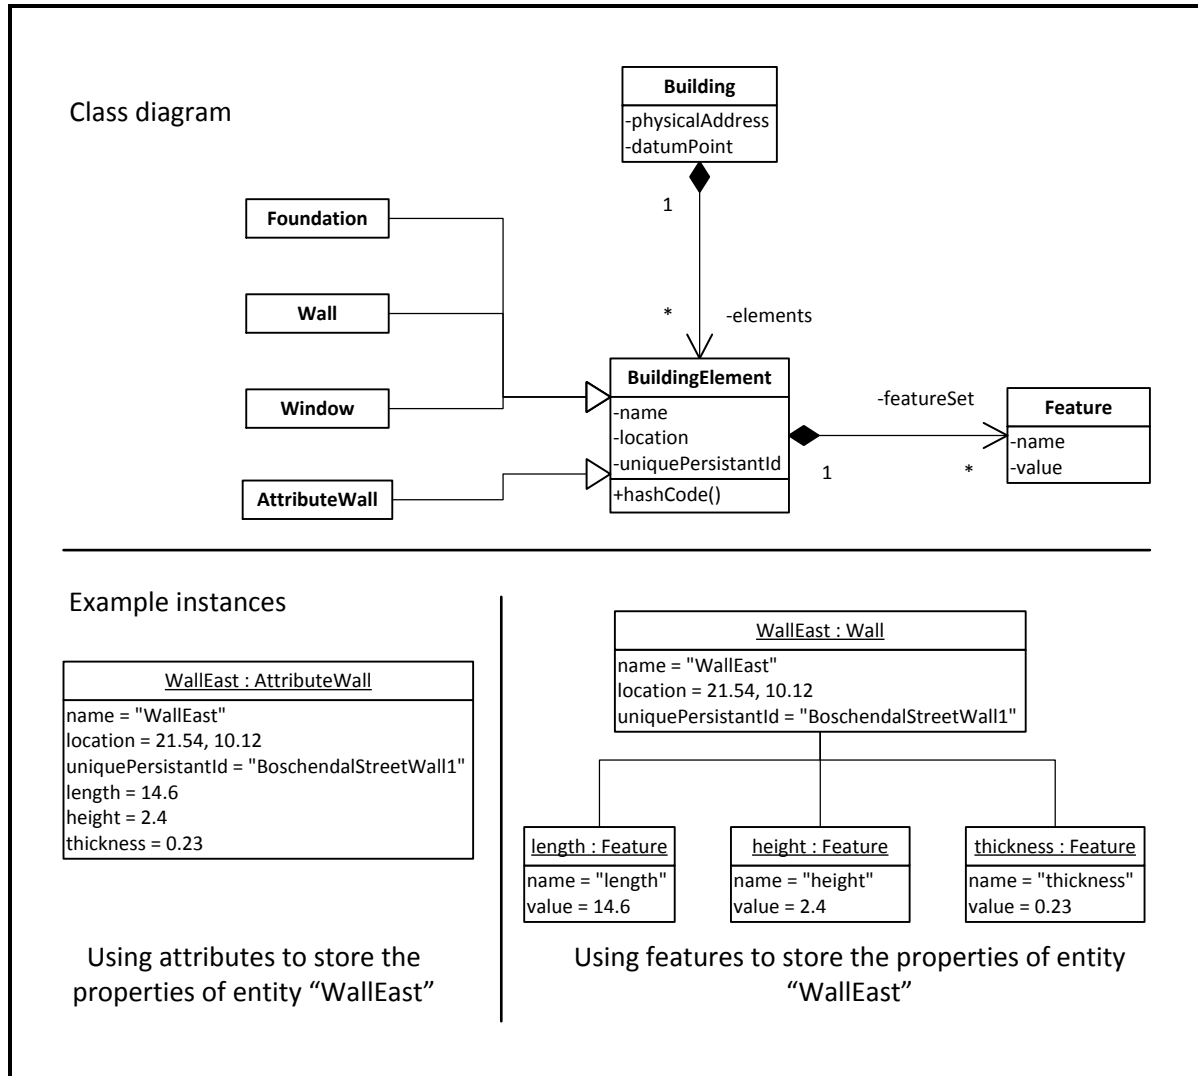 Class diagram
Building
-physicalAddress
-datumPoint
1
*
-elements
Foundation
Wall
Window
AttributeWall
BuildingElement
-name
-location
-uniquePersistantId
+hashCode()
-featureSet
1
*
Feature
-name
-value
Example instances
WallEast : AttributeWall
name = "WallEast"
location = 21.54, 10.12
uniquePersistantId = "BoschendalStreetWall1"
length = 14.6
height = 2.4
thickness = 0.23
Using attributes to store the
properties of entity “WallEast”
WallEast : Wall
name = "WallEast"
location = 21.54, 10.12
uniquePersistantId = "BoschendalStreetWall1"
length : Feature
name = "length"
value = 14.6
height : Feature
name = "height"
value = 2.4
thickness : Feature
name = "thickness"
value = 0.23
Using features to store the properties of entity
“WallEast”